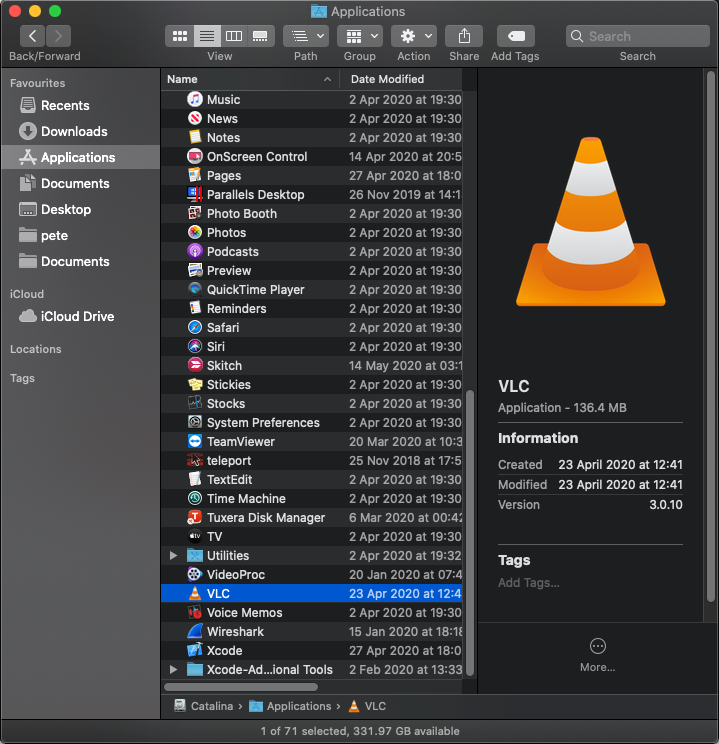 Applications
Back/Forward
View
Path
Group
Action
Share
Add Tags
Search
Search
Favourites
Recents
Downloads
Applications
Documents
Desktop
pete
Documents
iCloud
iCloud Drive
Locations
Tags
Name Date Modified
Music 2 Apr 2020 at 19:30
News 2 Apr 2020 at 19:30
Notes 2 Apr 2020 at 19:30
OnScreen Control 14 Apr 2020 at 20:5
Pages 27 Apr 2020 at 18:0
Parallels Desktop 26 Nov 2019 at 14:1
Photo Booth 2 Apr 2020 at 19:30
Photos 2 Apr 2020 at 19:30
Podcasts 2 Apr 2020 at 19:30
Preview 2 Apr 2020 at 19:30
QuickTime Player 2 Apr 2020 at 19:30
Reminders 2 Apr 2020 at 19:30
Safari 2 Apr 2020 at 19:30
Siri 2 Apr 2020 at 19:30
Skitch 14 May 2020 at 03:1
Stickies 2 Apr 2020 at 19:30
Stocks 2 Apr 2020 at 19:30
System Preferences 2 Apr 2020 at 19:30
TeamViewer 20 Mar 2020 at 10:3
teleport 25 Nov 2018 at 17:5
TextEdit 2 Apr 2020 at 19:30
Time Machine 2 Apr 2020 at 19:30
Tuxera Disk Manager 6 Mar 2020 at 00:42
TV 2 Apr 2020 at 19:30
Utilities 2 Apr 2020 at 19:32
VideoProc 20 Jan 2020 at 07:4
VLC 23 Apr 2020 at 12:4
Voice Memos 2 Apr 2020 at 19:30
Wireshark 15 Jan 2020 at 18:18
Xcode 27 Apr 2020 at 18:0
Xcode-Ad...ional Tools 2 Feb 2020 at 13:33
VLC
Application - 136.4 MB
Information
Created 23 April 2020 at 12:41
Modified 23 April 2020 at 12:41
Version 3.0.10
Tags
Add Tags...
More...
Catalina › Applications › VLC
1 of 71 selected, 331.97 GB available